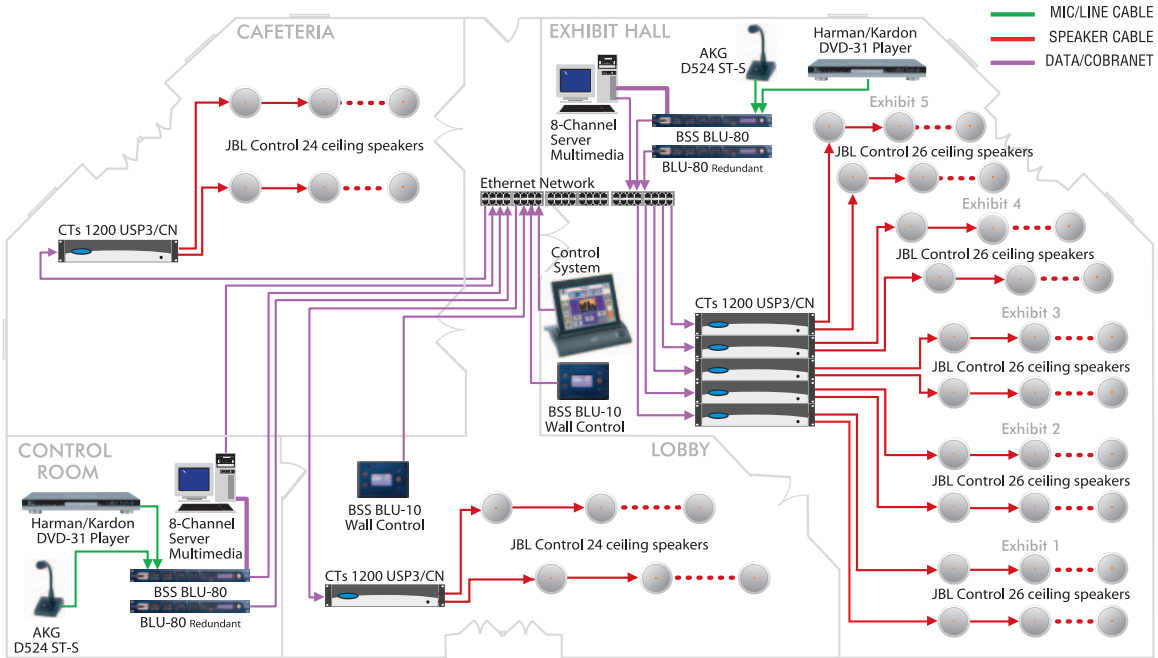 CAFETERIA
JBL Control 24 ceiling speakers
CTs 1200 USP3/CN
EXHIBIT HALL
AKG
D524 ST-S
Harman/Kardon
DVD-31 Player
MIC/LINE CABLE
SPEAKER CABLE
DATA/COBRANET
8-Channel
Server
Multimedia
BSS BLU-80
BLU-80 Redundant
Ethernet Network
Control
System
BSS BLU-10
Wall Control
CTs 1200 USP3/CN
Exhibit 5
JBL Control 26 ceiling speakers
Exhibit 4
JBL Control 26 ceiling speakers
Exhibit 3
JBL Control 26 ceiling speakers
Exhibit 2
JBL Control 26 ceiling speakers
Exhibit 1
JBL Control 26 ceiling speakers
CONTROL
ROOM
Harman/Kardon
DVD-31 Player
8-Channel
Server
Multimedia
BSS BLU-80
BLU-80 Redundant
AKG
D524 ST-S
LOBBY
BSS BLU-10
Wall Control
JBL Control 24 ceiling speakers
CTs 1200 USP3/CN